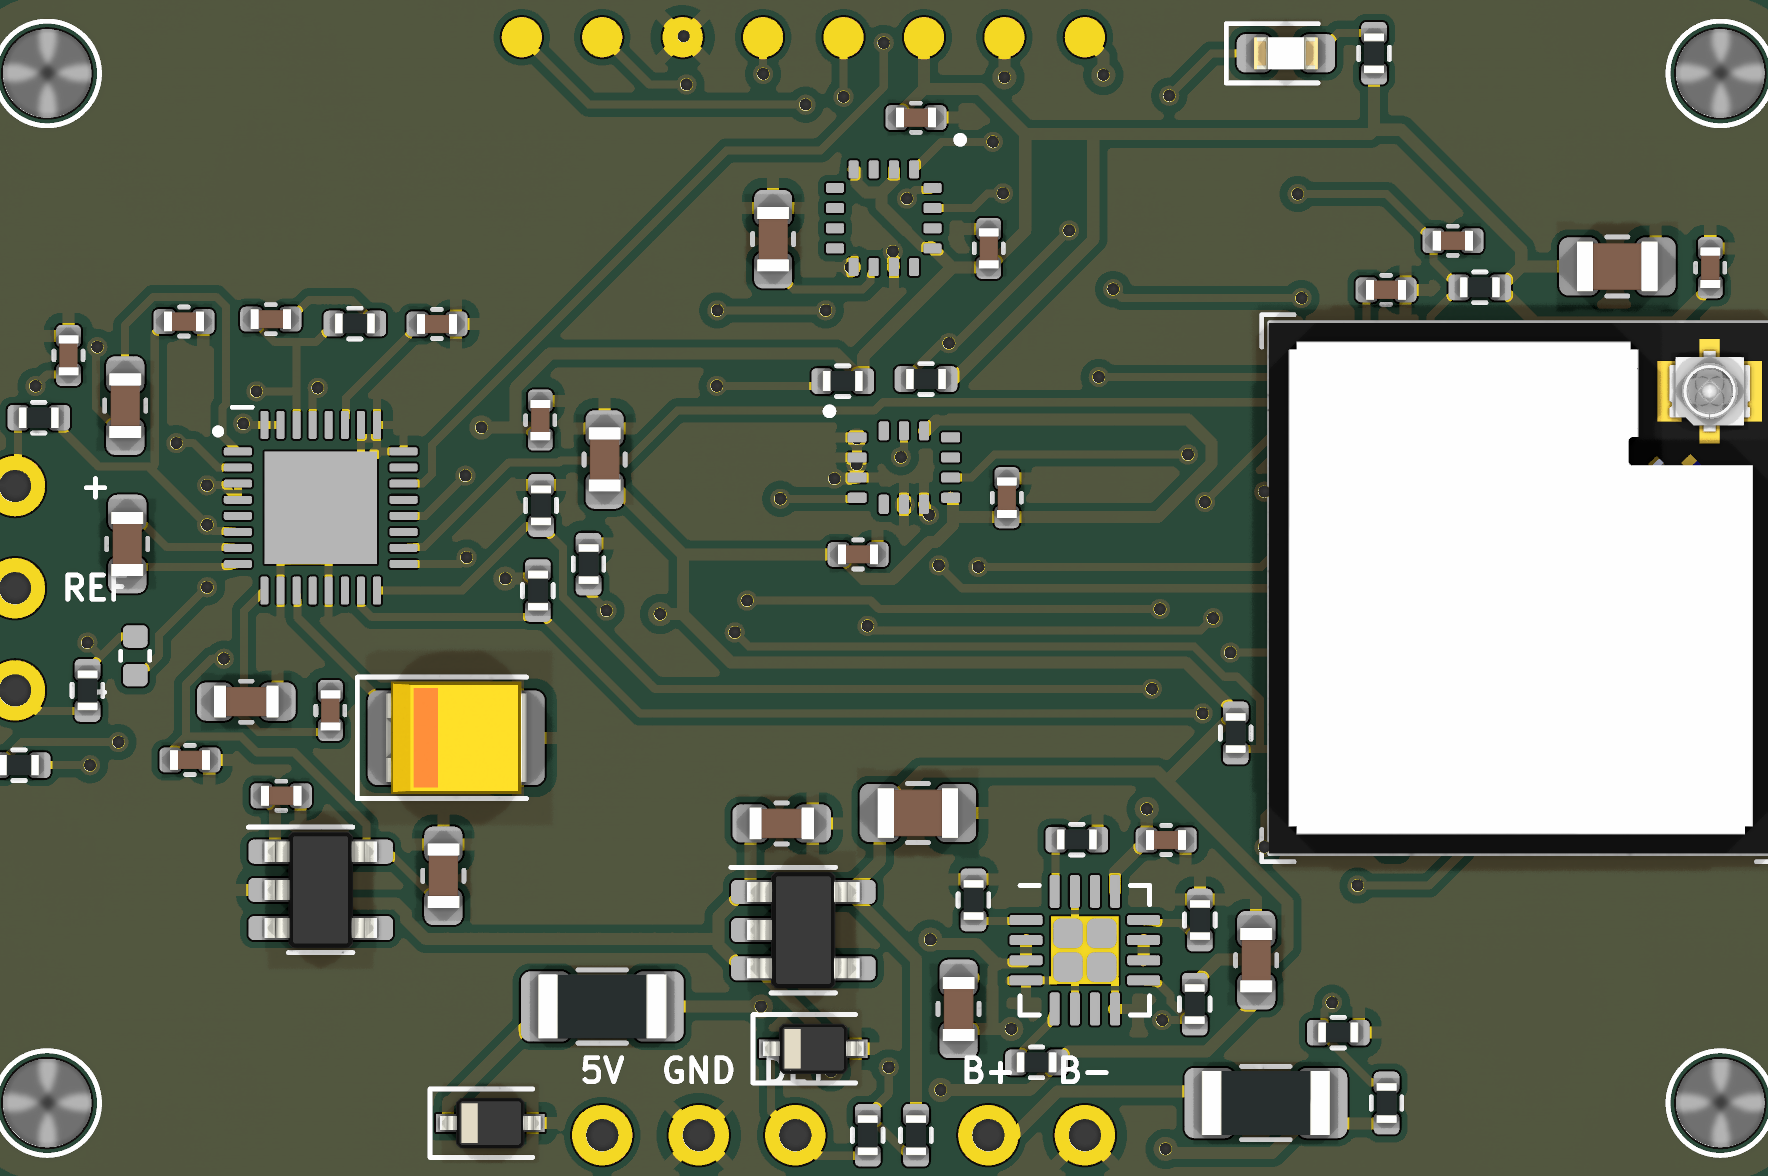 +
REF
5V
GND
B+
B-